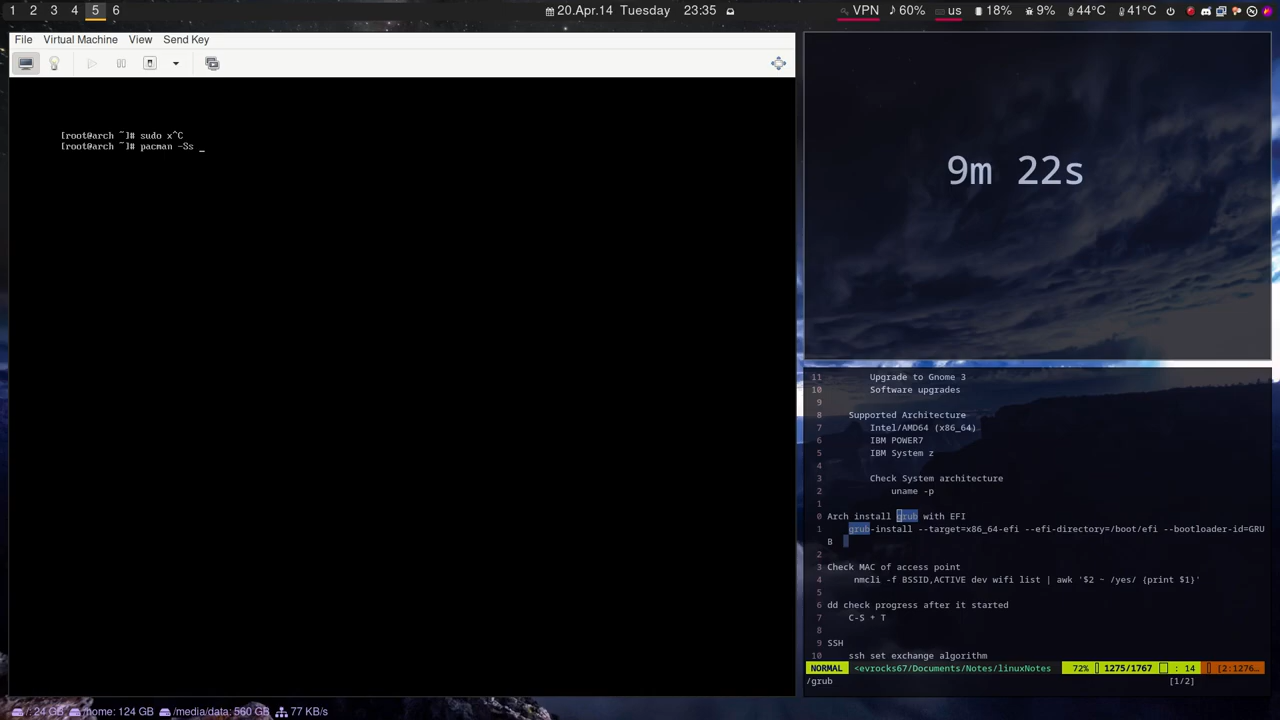 1 2 3 4 5 6
20.Apr.14 Tuesday 23:35
VPN 60% us 18% 9% 44°C 41°C
File Virtual Machine View Send Key
[root@arch ~]# sudo x^C
[root@arch ~]# pacman -Ss _
9m 22s
11 Upgrade to Gnome 3
10 Software upgrades
9
8 Supported Architecture
7 Intel/AMD64 (x86_64)
6 IBM POWER7
5 IBM System z
4
3 Check System architecture
2 uname -p
1
0 Arch install grub with EFI
1 grub-install --target=x86_64-efi --efi-directory=/boot/efi --bootloader-id=GRU
B
2
3 Check MAC of access point
4 nmcli -f BSSID,ACTIVE dev wifi list | awk '$2 ~ /yes/ {print $1}'
5
6 dd check progress after it started
7 C-S + T
8
9 SSH
10 ssh set exchange algorithm
NORMAL <evrocks67/Documents/Notes/linuxNotes 72% 1275/1767 : 14 [2:1276…
/grub [1/2]
/: 24 GB /home: 124 GB /media/data: 560 GB 77 KB/s